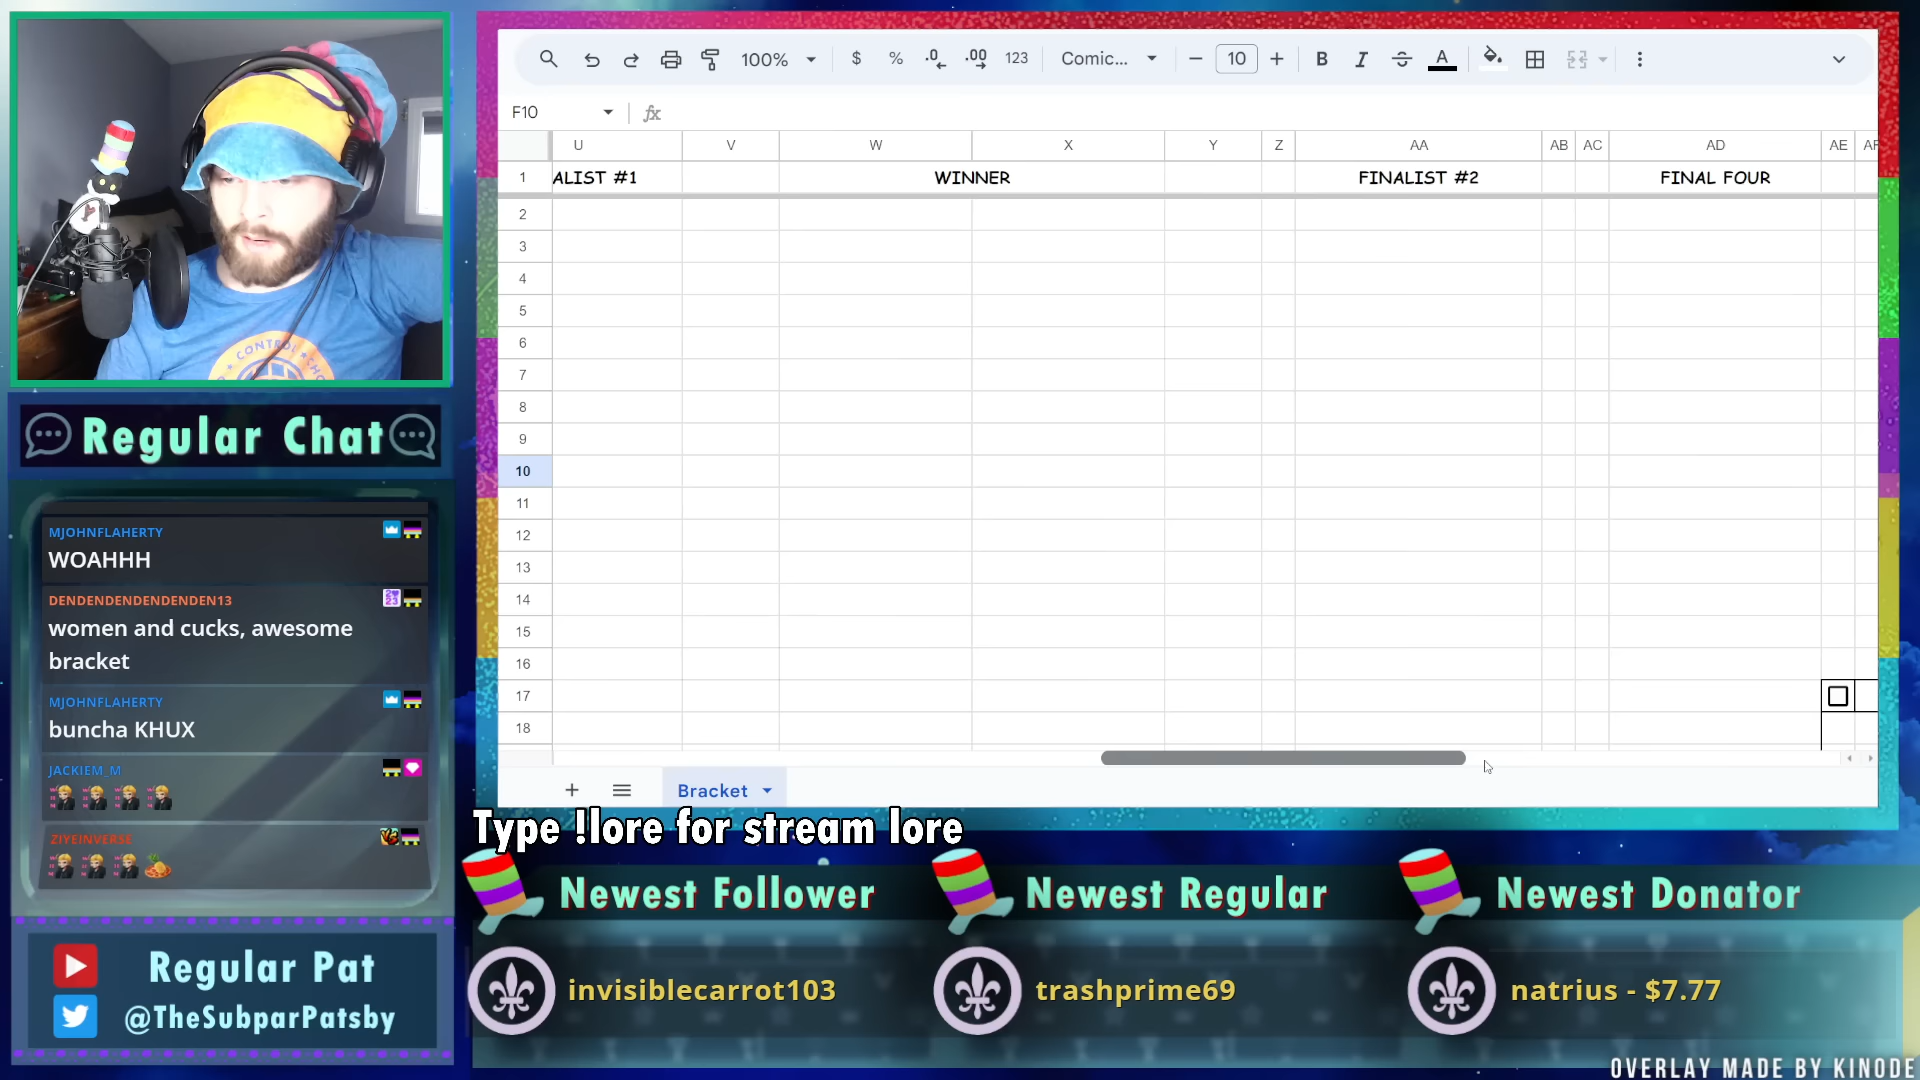 100%
$
%
.0
.00
123
Comic...
10
B
I
A
F10
fx
U
V
W
X
Y
Z
AA
AB
AC
AD
AE
1
ALIST #1
WINNER
FINALIST #2
FINAL FOUR
2
3
4
5
6
7
8
9
10
11
12
13
14
15
16
17
18
Bracket
CONTROL
Regular Chat
MJOHNFLAHERTY
WOAHHH
DENDENDENDENDENDEN13
women and cucks, awesome
bracket
MJOHNFLAHERTY
buncha KHUX
JACKIEM_M
ZIYEINVERSE
Regular Pat
@TheSubparPatsby
Type !lore for stream lore
Newest Follower
invisiblecarrot103
Newest Regular
trashprime69
Newest Donator
natrius - $7.77
OVERLAY MADE BY KINODE